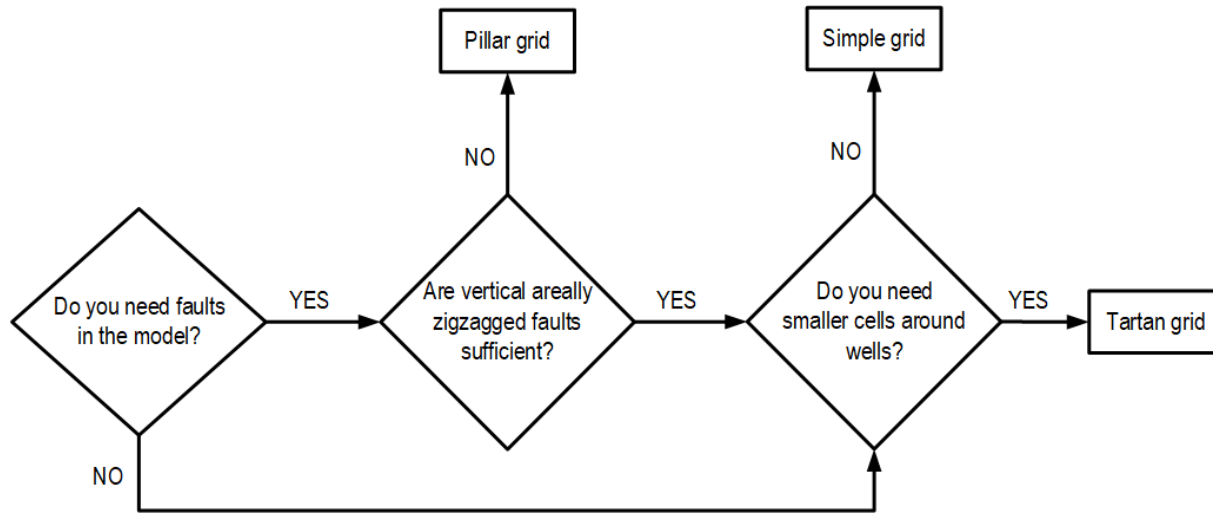 Pillar grid
Simple grid
NO
NO
Do you need faults
in the model?
YES
Are vertical areally
zigzagged faults
sufficient?
YES
Do you need
smaller cells around
wells?
YES
Tartan grid
NO